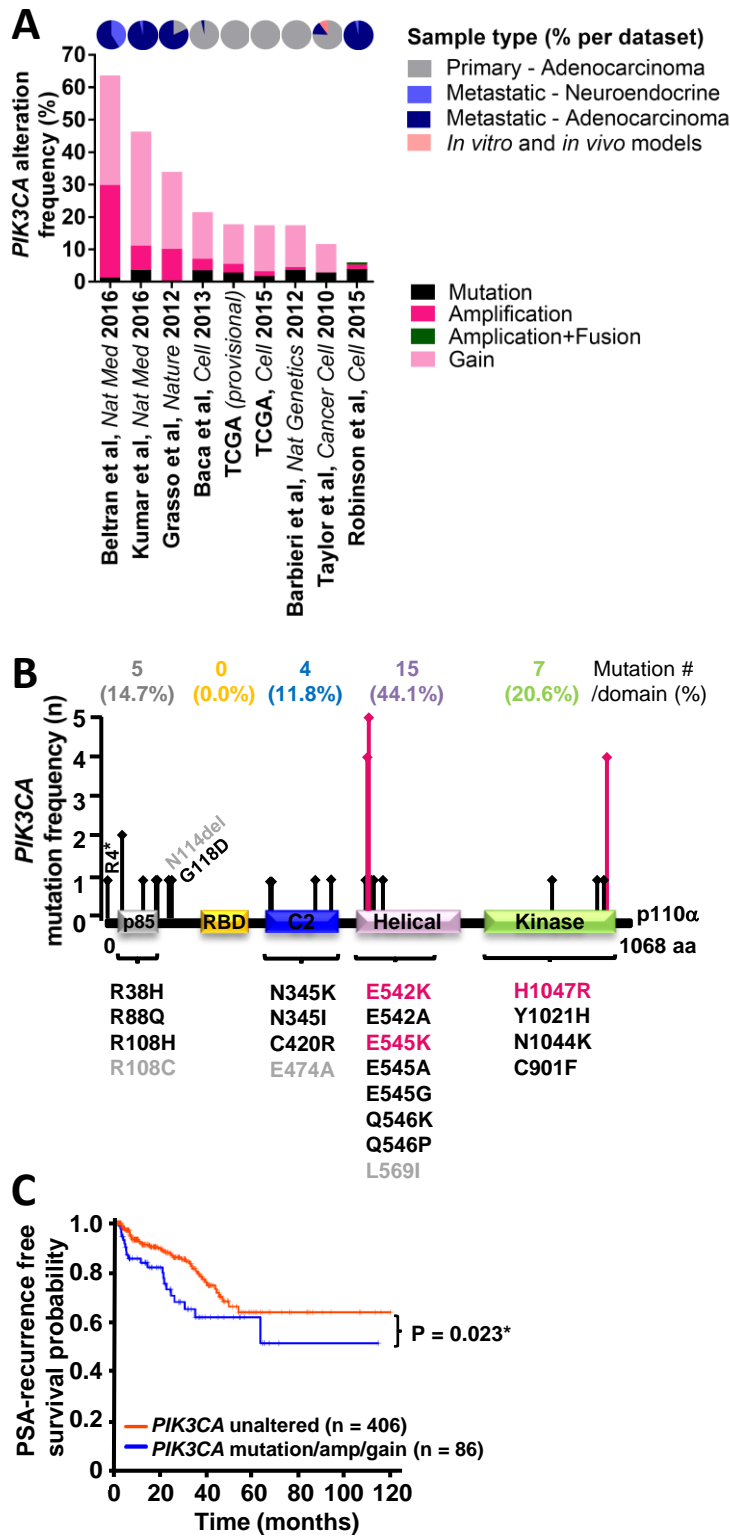 A
Sample type (% per dataset)
Primary - Adenocarcinoma
Metastatic - Neuroendocrine
Metastatic - Adenocarcinoma
In vitro and in vivo models
PIK3CA alteration
frequency (%)
70
60
50
40
30
20
10
0
Mutation
Amplification
Amplication+Fusion
Gain
Beltran et al, Nat Med 2016
Kumar et al, Nat Med 2016
Grasso et al, Nature 2012
Baca et al, Cell 2013
TCGA (provisional)
TCGA, Cell 2015
Barbieri et al, Nat Genetics 2012
Taylor et al, Cancer Cell 2010
Robinson et al, Cell 2015
B
5 0 4 15 7 Mutation #
(14.7%) (0.0%) (11.8%) (44.1%) (20.6%) /domain (%)
PIK3CA
mutation frequency (n)
5
4
3
2
1
0
R4*
N114del
G118D
p85 RBD C2 Helical Kinase p110α
0 1068 aa
R38H
R88Q
R108H
R108C
N345K
N345I
C420R
E474A
E542K
E542A
E545K
E545A
E545G
Q546K
Q546P
L569I
H1047R
Y1021H
N1044K
C901F
C
PSA-recurrence free
survival probability
1.0
0.8
0.6
0.4
0.2
0
P = 0.023*
PIK3CA unaltered (n = 406)
PIK3CA mutation/amp/gain (n = 86)
0 20 40 60 80 100 120
Time (months)